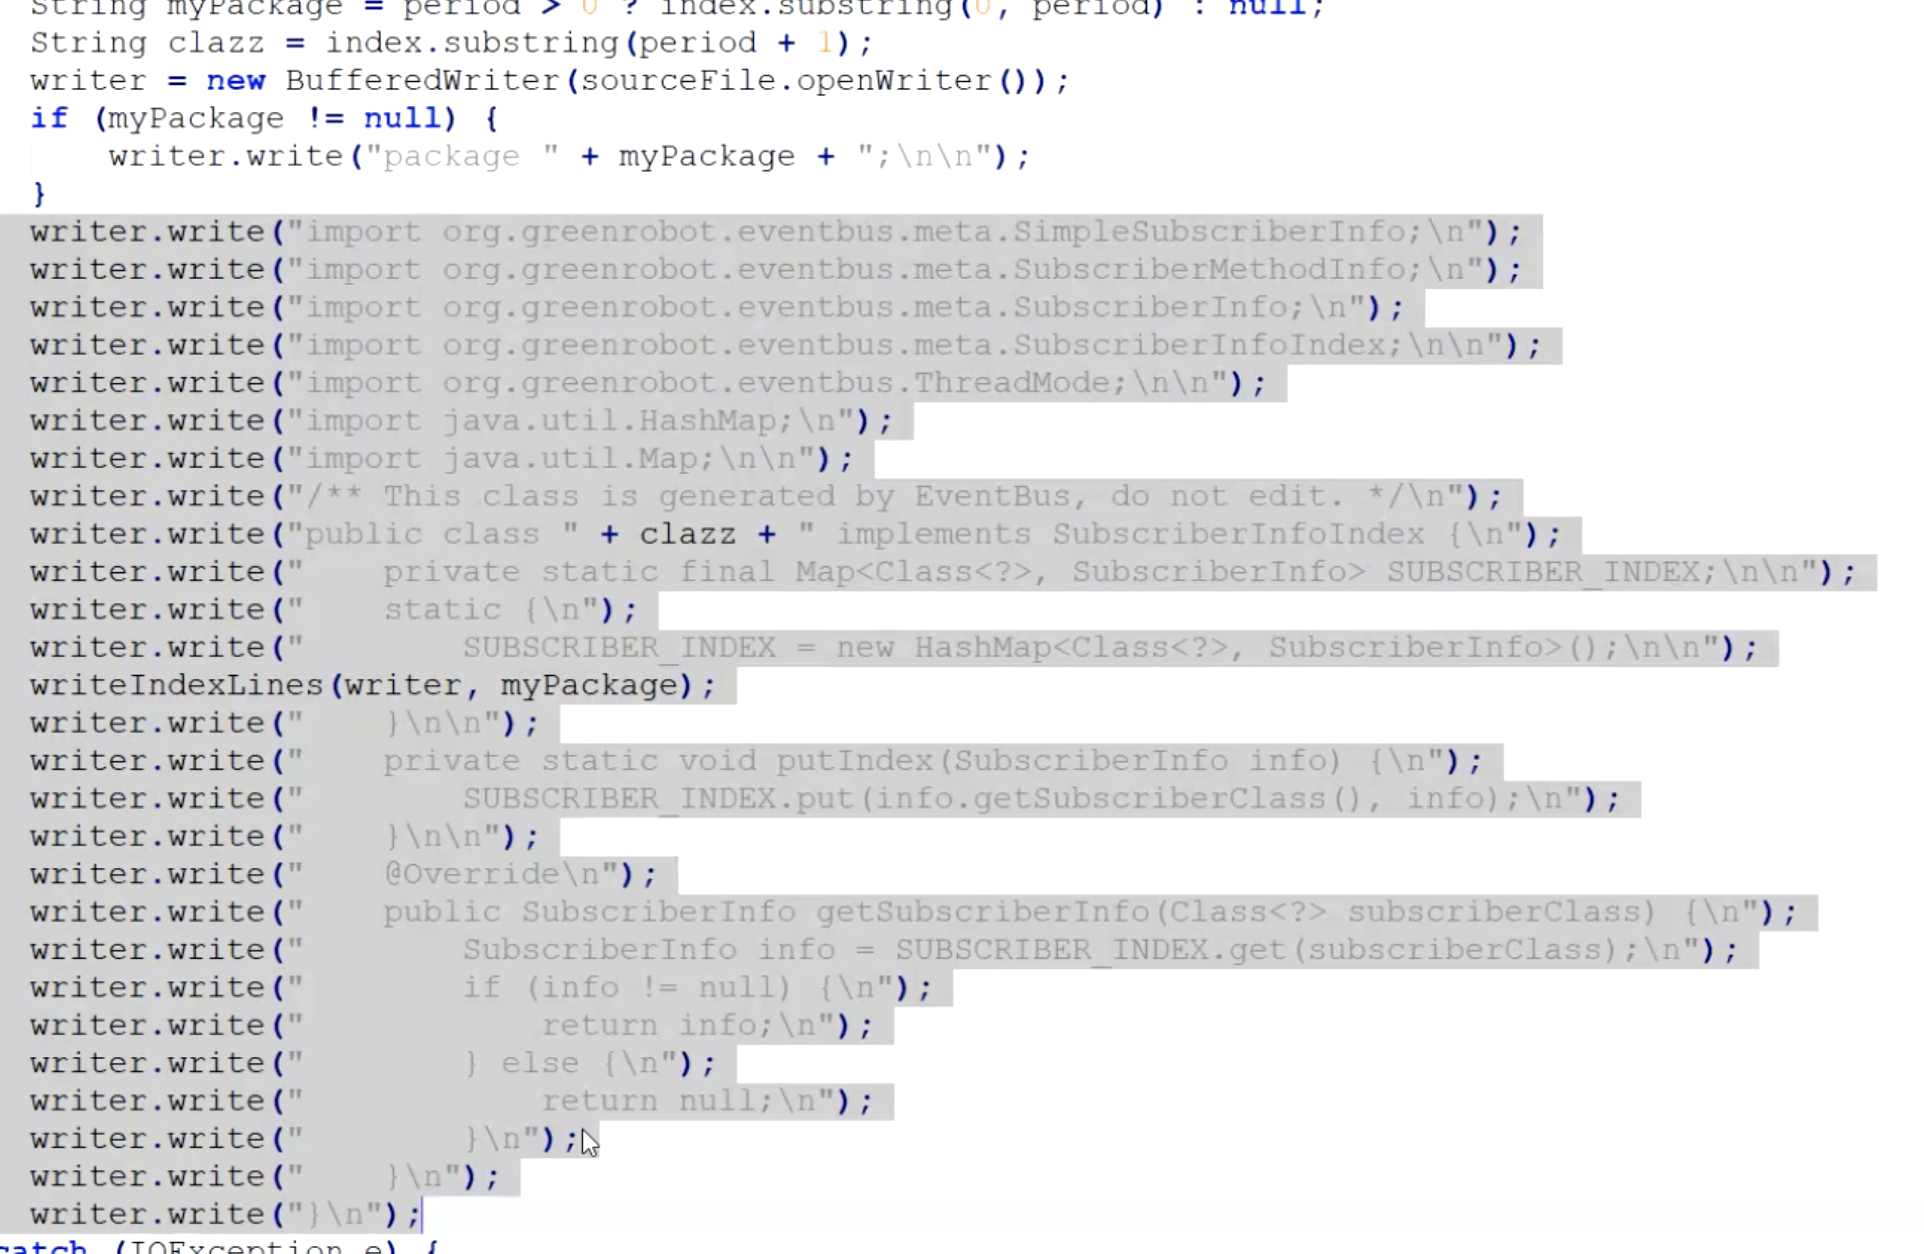 String myPackage = period > 0 ? index.substring(0, period) : null;
String clazz = index.substring(period + 1);
writer = new BufferedWriter(sourceFile.openWriter());
if (myPackage != null) {
    writer.write("package " + myPackage + ";\n\n");
}
writer.write("import org.greenrobot.eventbus.meta.SimpleSubscriberInfo;\n");
writer.write("import org.greenrobot.eventbus.meta.SubscriberMethodInfo;\n");
writer.write("import org.greenrobot.eventbus.meta.SubscriberInfo;\n");
writer.write("import org.greenrobot.eventbus.meta.SubscriberInfoIndex;\n\n");
writer.write("import org.greenrobot.eventbus.ThreadMode;\n\n");
writer.write("import java.util.HashMap;\n");
writer.write("import java.util.Map;\n\n");
writer.write("/** This class is generated by EventBus, do not edit. */\n");
writer.write("public class " + clazz + " implements SubscriberInfoIndex {\n");
writer.write("    private static final Map<Class<?>, SubscriberInfo> SUBSCRIBER_INDEX;\n\n");
writer.write("    static {\n");
writer.write("        SUBSCRIBER_INDEX = new HashMap<Class<?>, SubscriberInfo>();\n\n");
writeIndexLines(writer, myPackage);
writer.write("    }\n\n");
writer.write("    private static void putIndex(SubscriberInfo info) {\n");
writer.write("        SUBSCRIBER_INDEX.put(info.getSubscriberClass(), info);\n");
writer.write("    }\n\n");
writer.write("    @Override\n");
writer.write("    public SubscriberInfo getSubscriberInfo(Class<?> subscriberClass) {\n");
writer.write("        SubscriberInfo info = SUBSCRIBER_INDEX.get(subscriberClass);\n");
writer.write("        if (info != null) {\n");
writer.write("            return info;\n");
writer.write("        } else {\n");
writer.write("            return null;\n");
writer.write("        }\n");
writer.write("    }\n");
writer.write("}\n");
catch (IOException e) {